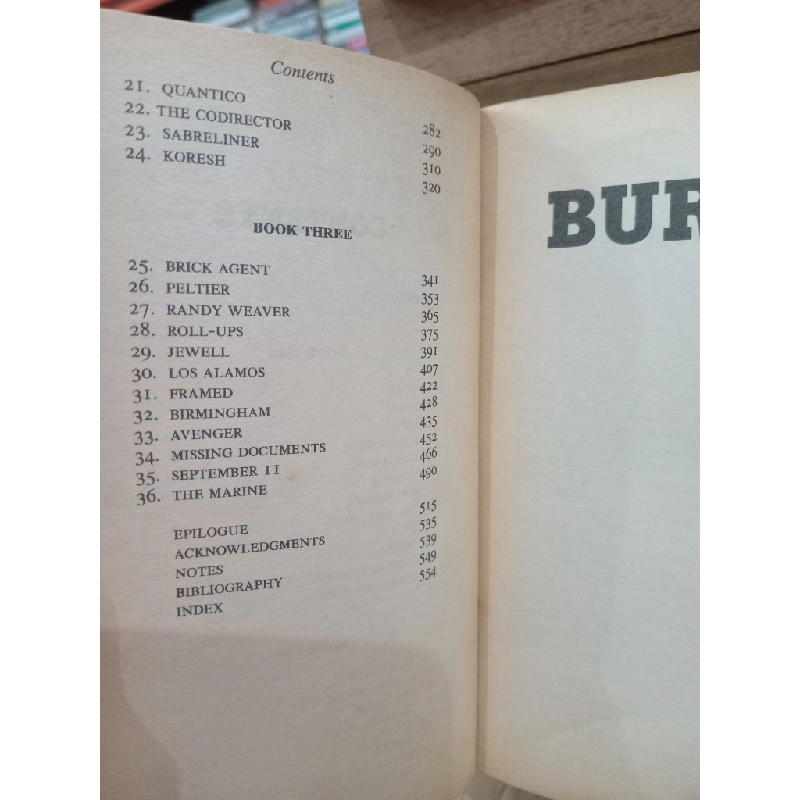 Contents
21. QUANTICO 282
22. THE CODIRECTOR 290
23. SABRELINER 310
24. KORESH 320
BOOK THREE
25. BRICK AGENT 341
26. PELTIER 353
27. RANDY WEAVER 365
28. ROLL-UPS 375
29. JEWELL 391
30. LOS ALAMOS 407
31. FRAMED 422
32. BIRMINGHAM 428
33. AVENGER 435
34. MISSING DOCUMENTS 452
35. SEPTEMBER 11 466
36. THE MARINE 490
EPILOGUE 515
ACKNOWLEDGMENTS 535
NOTES 539
BIBLIOGRAPHY 549
INDEX 554
BUR